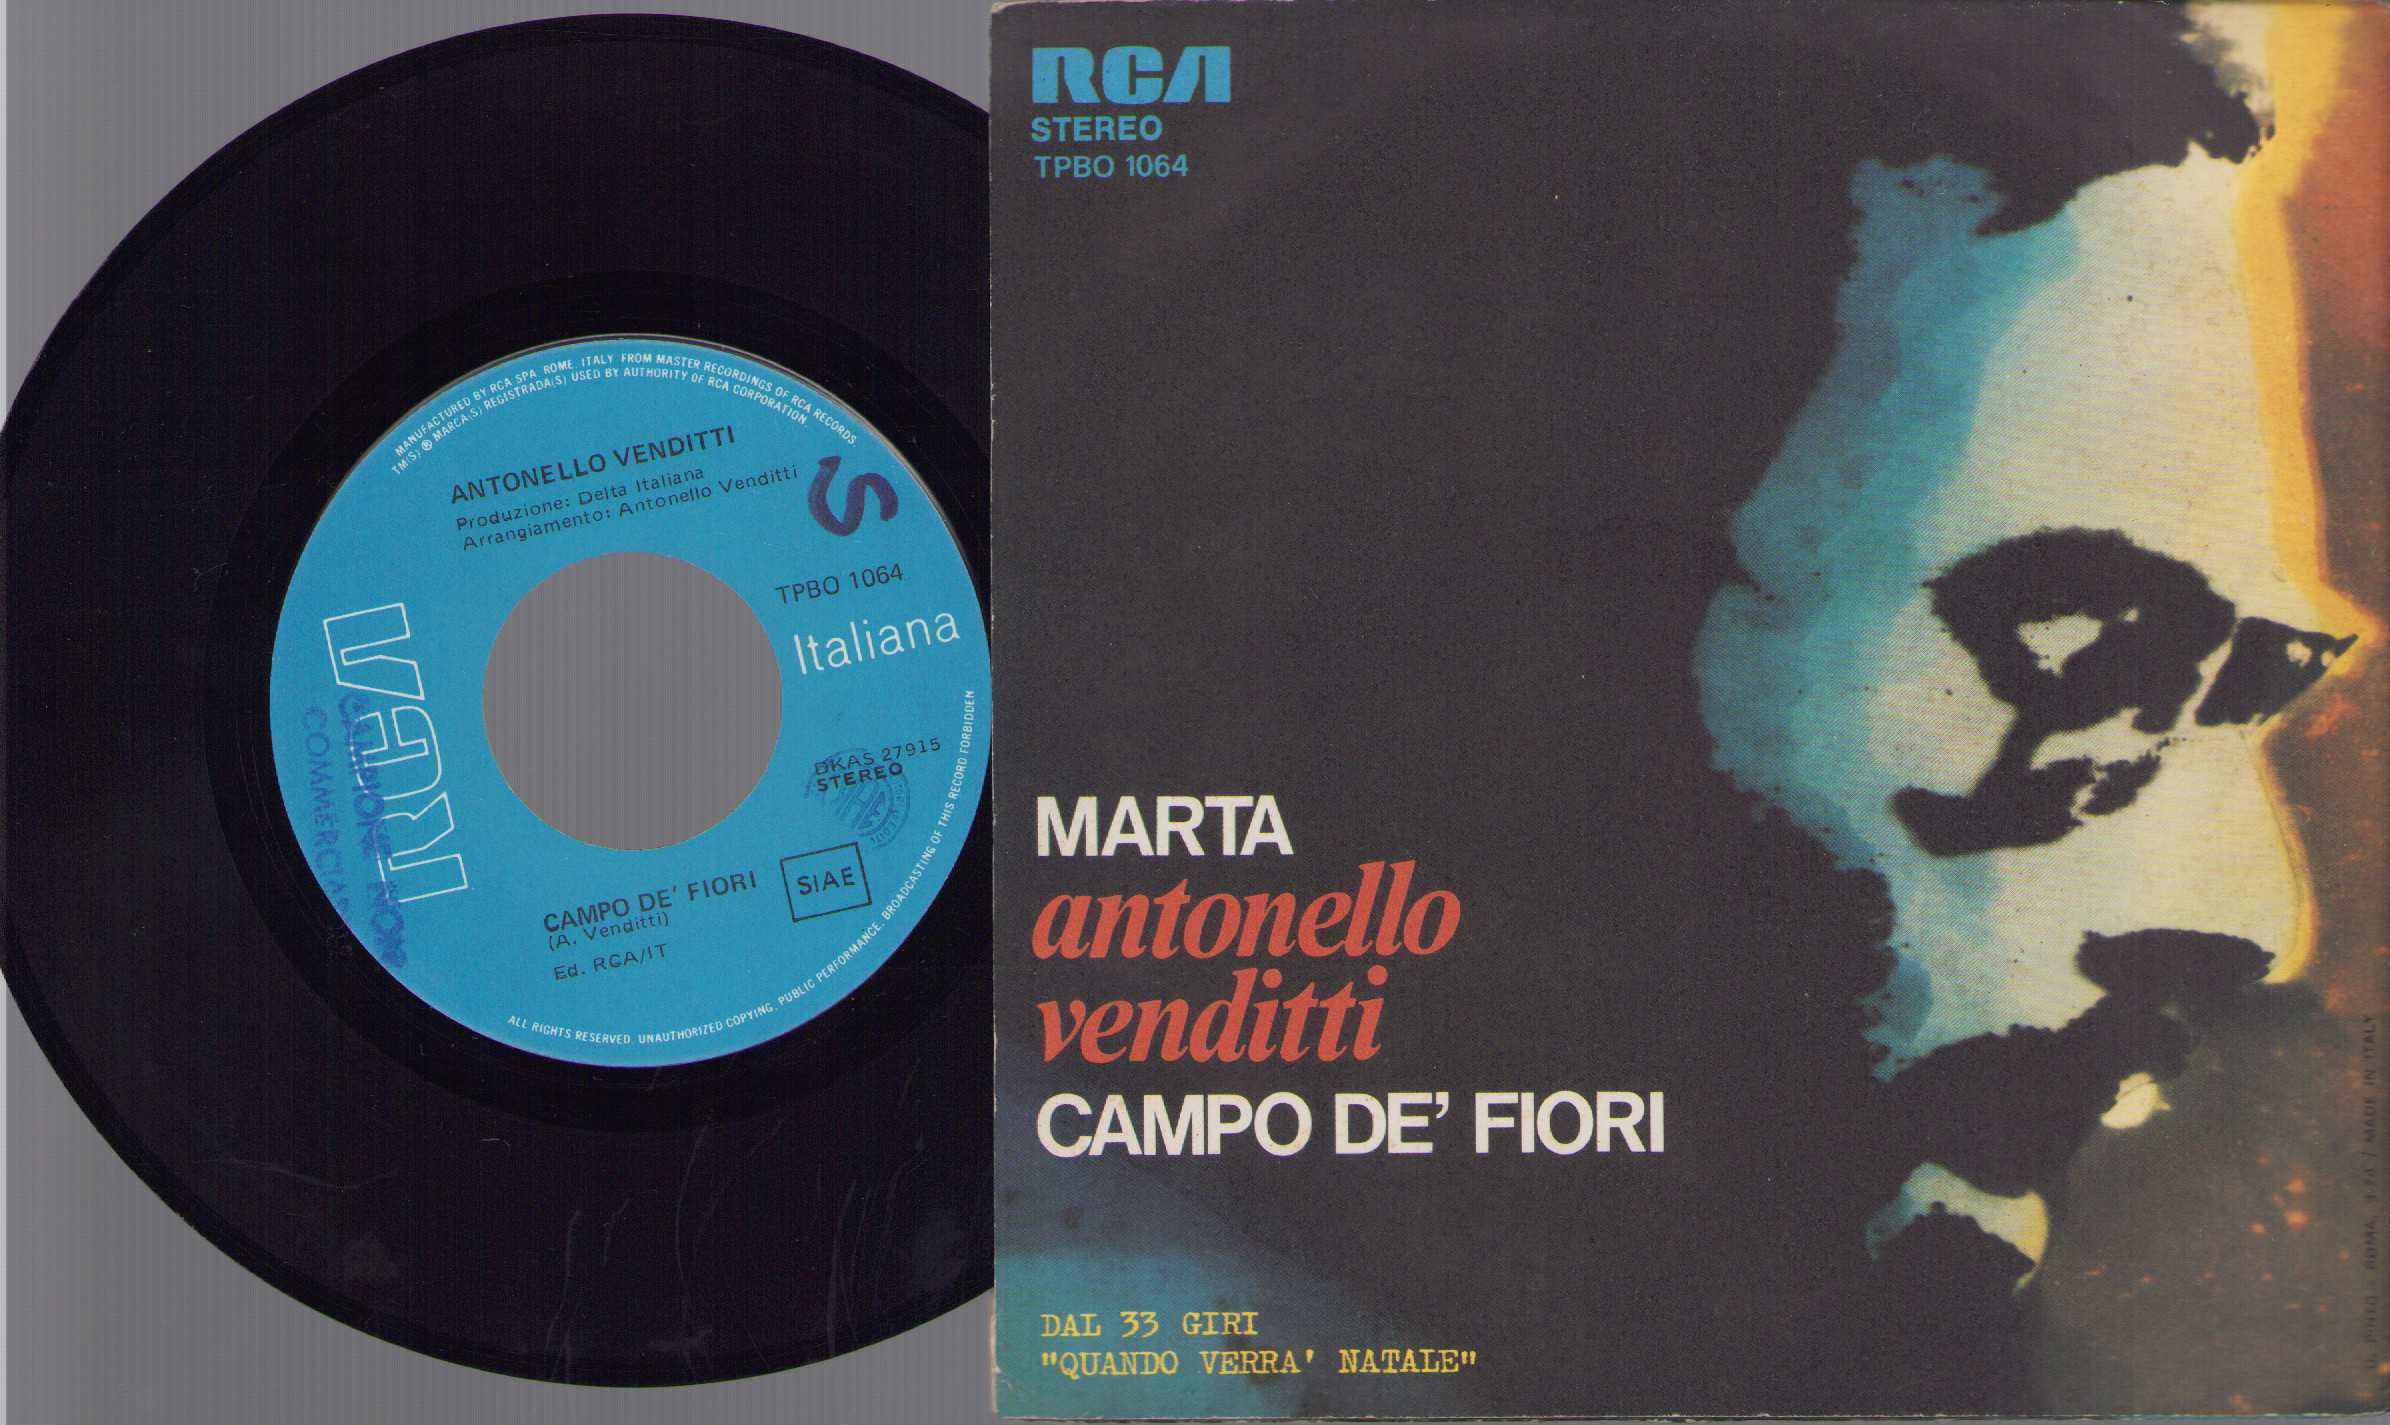 MANUFACTURED BY RCA SPA. ROME. ITALY FROM MASTER RECORDINGS OF RCA RECORDS.
TM(S) ® MARCA(S) REGISTRADA(S) USED BY AUTHORITY OF RCA CORPORATION
ANTONELLO VENDITTI
Produzione: Delta Italiana
Arrangiamento: Antonello Venditti
S
TPBO 1064
Italiana
RCA
CAMPIONE NON
COMMERCIA
DKAS 27915
STEREO
SIAE
CAMPO DE' FIORI
(A. Venditti)
Ed. RCA/IT
ALL RIGHTS RESERVED. UNAUTHORIZED COPYING, PUBLIC PERFORMANCE, BROADCASTING OF THIS RECORD FORBIDDEN
RCA
STEREO
TPBO 1064
MARTA
antonello
venditti
CAMPO DE' FIORI
DAL 33 GIRI
"QUANDO VERRA' NATALE"
MADE IN ITALY